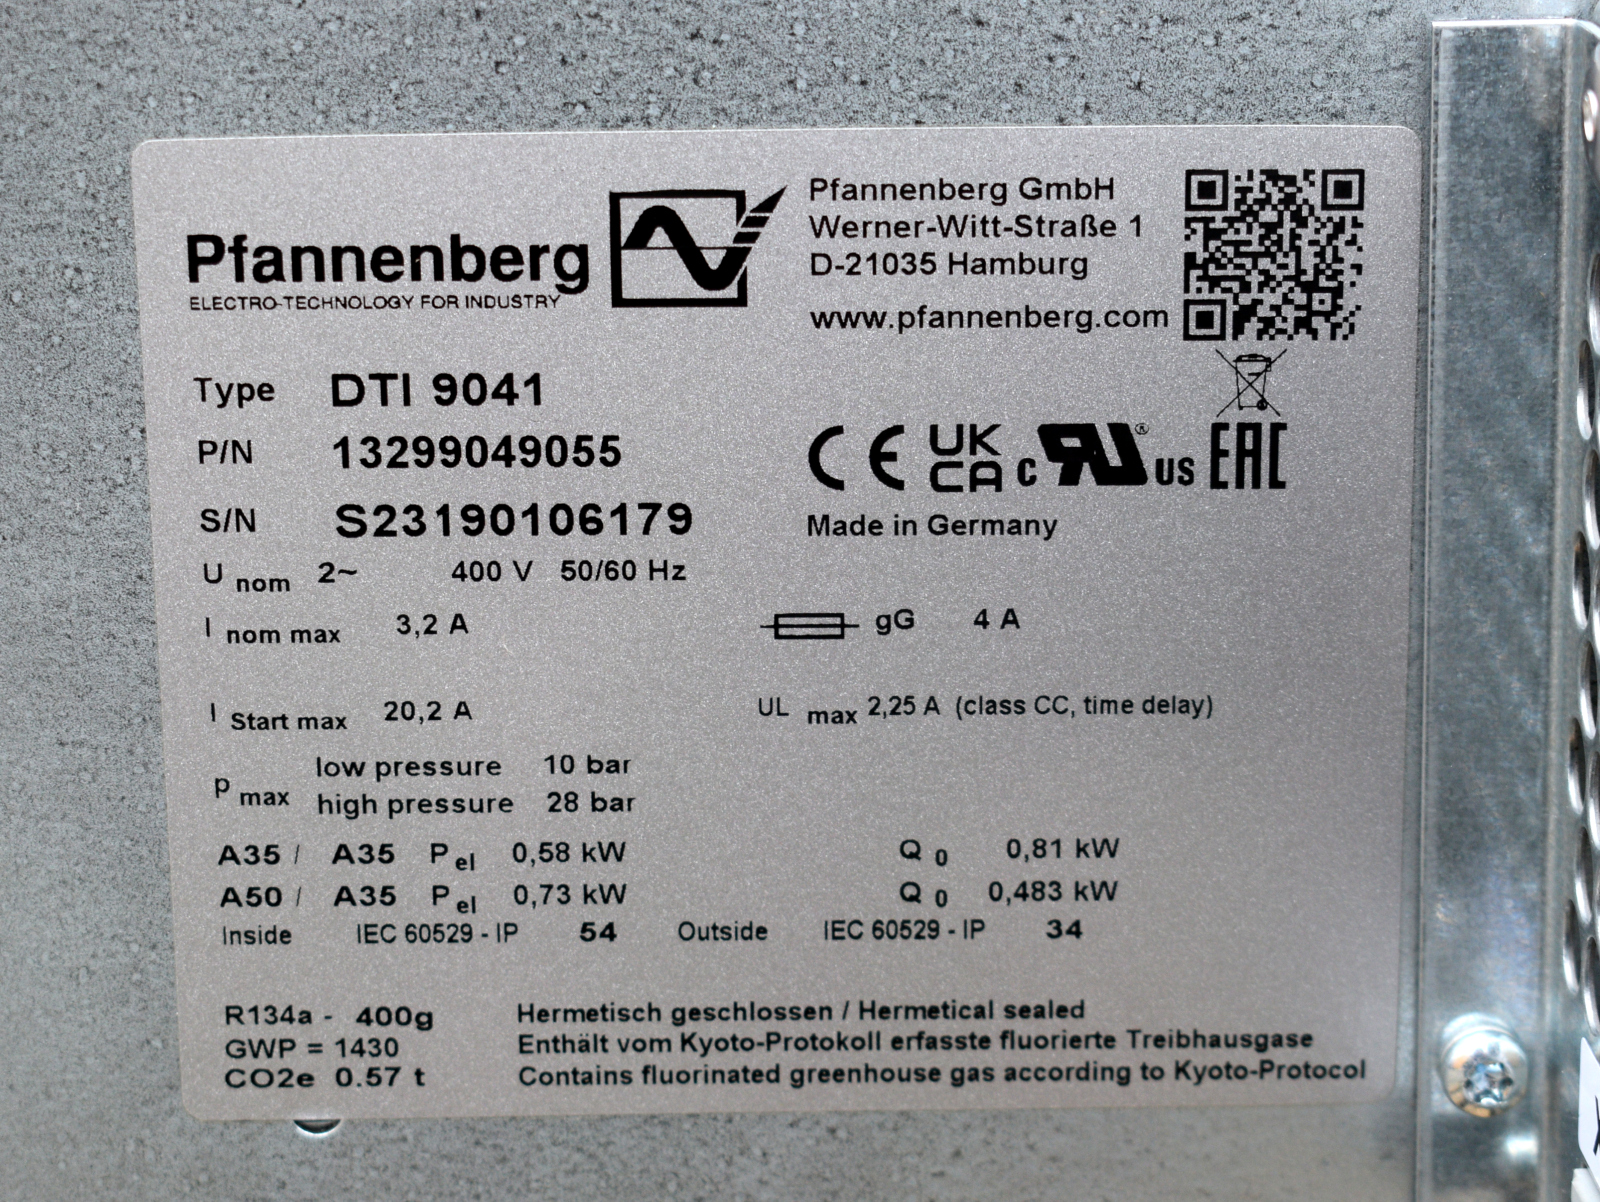 Pfannenberg
ELECTRO-TECHNOLOGY FOR INDUSTRY
Pfannenberg GmbH
Werner-Witt-Straße 1
D-21035 Hamburg
www.pfannenberg.com
Type DTI 9041
P/N 13299049055
S/N S23190106179
CE UK CA c RU ® US EAC
Made in Germany
U nom 2~ 400 V 50/60 Hz
I nom max 3,2 A gG 4 A
I Start max 20,2 A UL max 2,25 A (class CC, time delay)
P max low pressure 10 bar
high pressure 28 bar
A35 / A35 P el 0,58 kW Q 0 0,81 kW
A50 / A35 P el 0,73 kW Q 0 0,483 kW
Inside IEC 60529 - IP 54 Outside IEC 60529 - IP 34
R134a - 400g Hermetisch geschlossen / Hermetical sealed
GWP = 1430 Enthält vom Kyoto-Protokoll erfasste fluorierte Treibhausgase
CO2e 0.57 t Contains fluorinated greenhouse gas according to Kyoto-Protocol